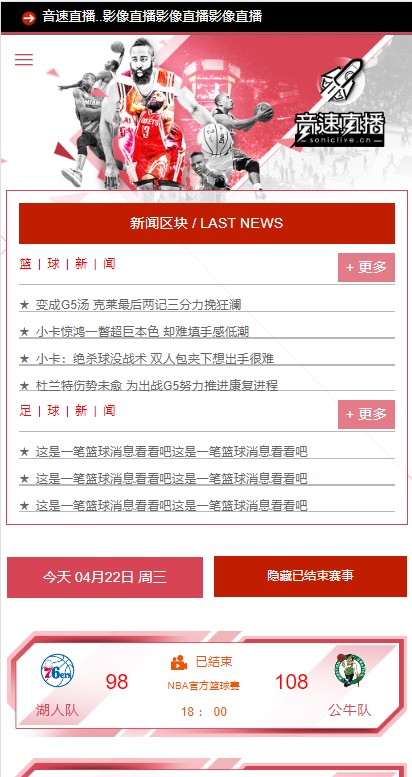 音速直播..影像直播影像直播影像直播
音速直播
soniclive.cn
ROCKETS
13
新闻区块 / LAST NEWS
篮 | 球 | 新 | 闻
+ 更多
★ 变成G5汤 克莱最后两记三分力挽狂澜
★ 小卡惊鸿一瞥超巨本色 却难填手感低潮
★ 小卡：绝杀球没战术 双人包夹下想出手很难
★ 杜兰特伤势未愈 为出战G5努力推进康复进程
足 | 球 | 新 | 闻
+ 更多
★ 这是一笔篮球消息看看吧这是一笔篮球消息看看吧
★ 这是一笔篮球消息看看吧这是一笔篮球消息看看吧
★ 这是一笔篮球消息看看吧这是一笔篮球消息看看吧
今天 04月22日 周三
隐藏已结束赛事
76ers
湖人队
98
已结束
NBA官方篮球赛
18 : 00
108
公牛队